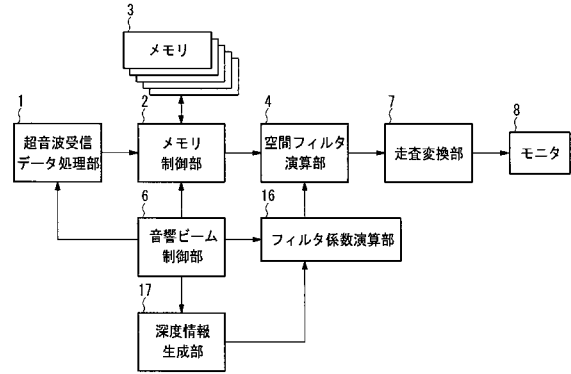 3
メモリ
1
超音波受信
データ処理部
2
メモリ
制御部
4
空間フィルタ
演算部
7
走査変換部
8
モニタ
6
音響ビーム
制御部
16
フィルタ係数演算部
17
深度情報
生成部